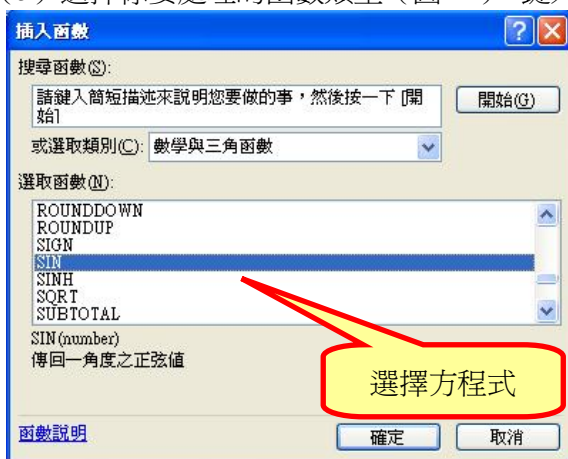 插入函數
搜尋函數(S):
請鍵入簡短描述來說明您要做的事，然後按一下 [開始]
開始(G)
或選取類別(C): 數學與三角函數
選取函數(N):
ROUNDDOWN
ROUNDUP
SIGN
SIN
SINH
SQRT
SUBTOTAL
SIN(number)
傳回一角度之正弦值
選擇方程式
函數說明
確定
取消